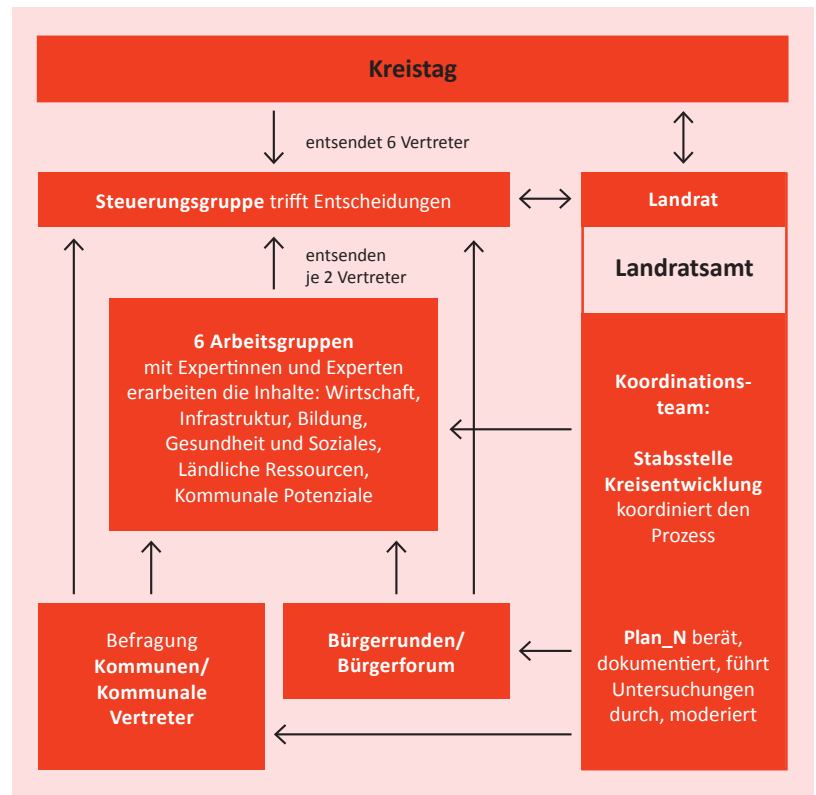 Kreistag
entsendet 6 Vertreter
Steuerungsgruppe trifft Entscheidungen
Landrat
Landratsamt
entsenden
je 2 Vertreter
6 Arbeitsgruppen
mit Expertinnen und Experten
erarbeiten die Inhalte: Wirtschaft,
Infrastruktur, Bildung,
Gesundheit und Soziales,
Ländliche Ressourcen,
Kommunale Potenziale
Koordinations-
team:
Stabsstelle
Kreisentwicklung
koordiniert den
Prozess
Befragung
Kommunen/
Kommunale
Vertreter
Bürgerrunden/
Bürgerforum
Plan_N berät,
dokumentiert, führt
Untersuchungen
durch, moderiert